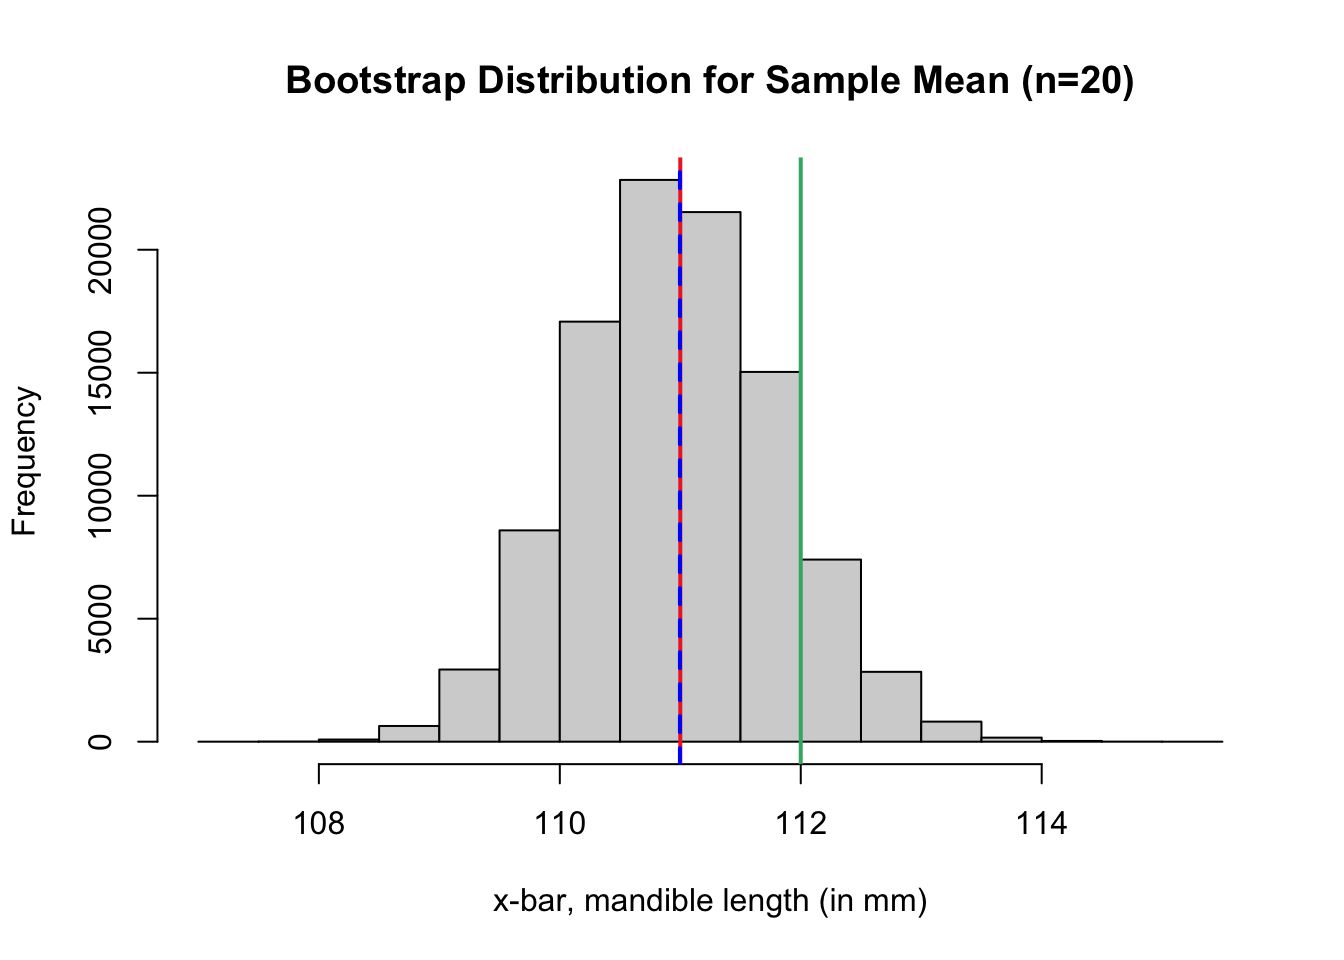 Bootstrap Distribution for Sample Mean (n=20)
Frequency
20000
15000
10000
5000
0
108 110 112 114
x-bar, mandible length (in mm)